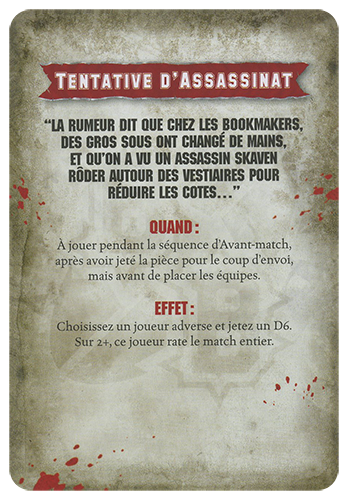 TENTATIVE D'ASSASSINAT
“LA RUMEUR DIT QUE CHEZ LES BOOKMAKERS,
DES GROS SOUS ONT CHANGÉ DE MAINS,
ET QU'ON A VU UN ASSASSIN SKAVEN
RÔDER AUTOUR DES VESTIAIRES POUR
RÉDUIRE LES COTES…”
QUAND :
À jouer pendant la séquence d'Avant-match,
après avoir jeté la pièce pour le coup d'envoi,
mais avant de placer les équipes.
EFFET :
Choisissez un joueur adverse et jetez un D6.
Sur 2+, ce joueur rate le match entier.